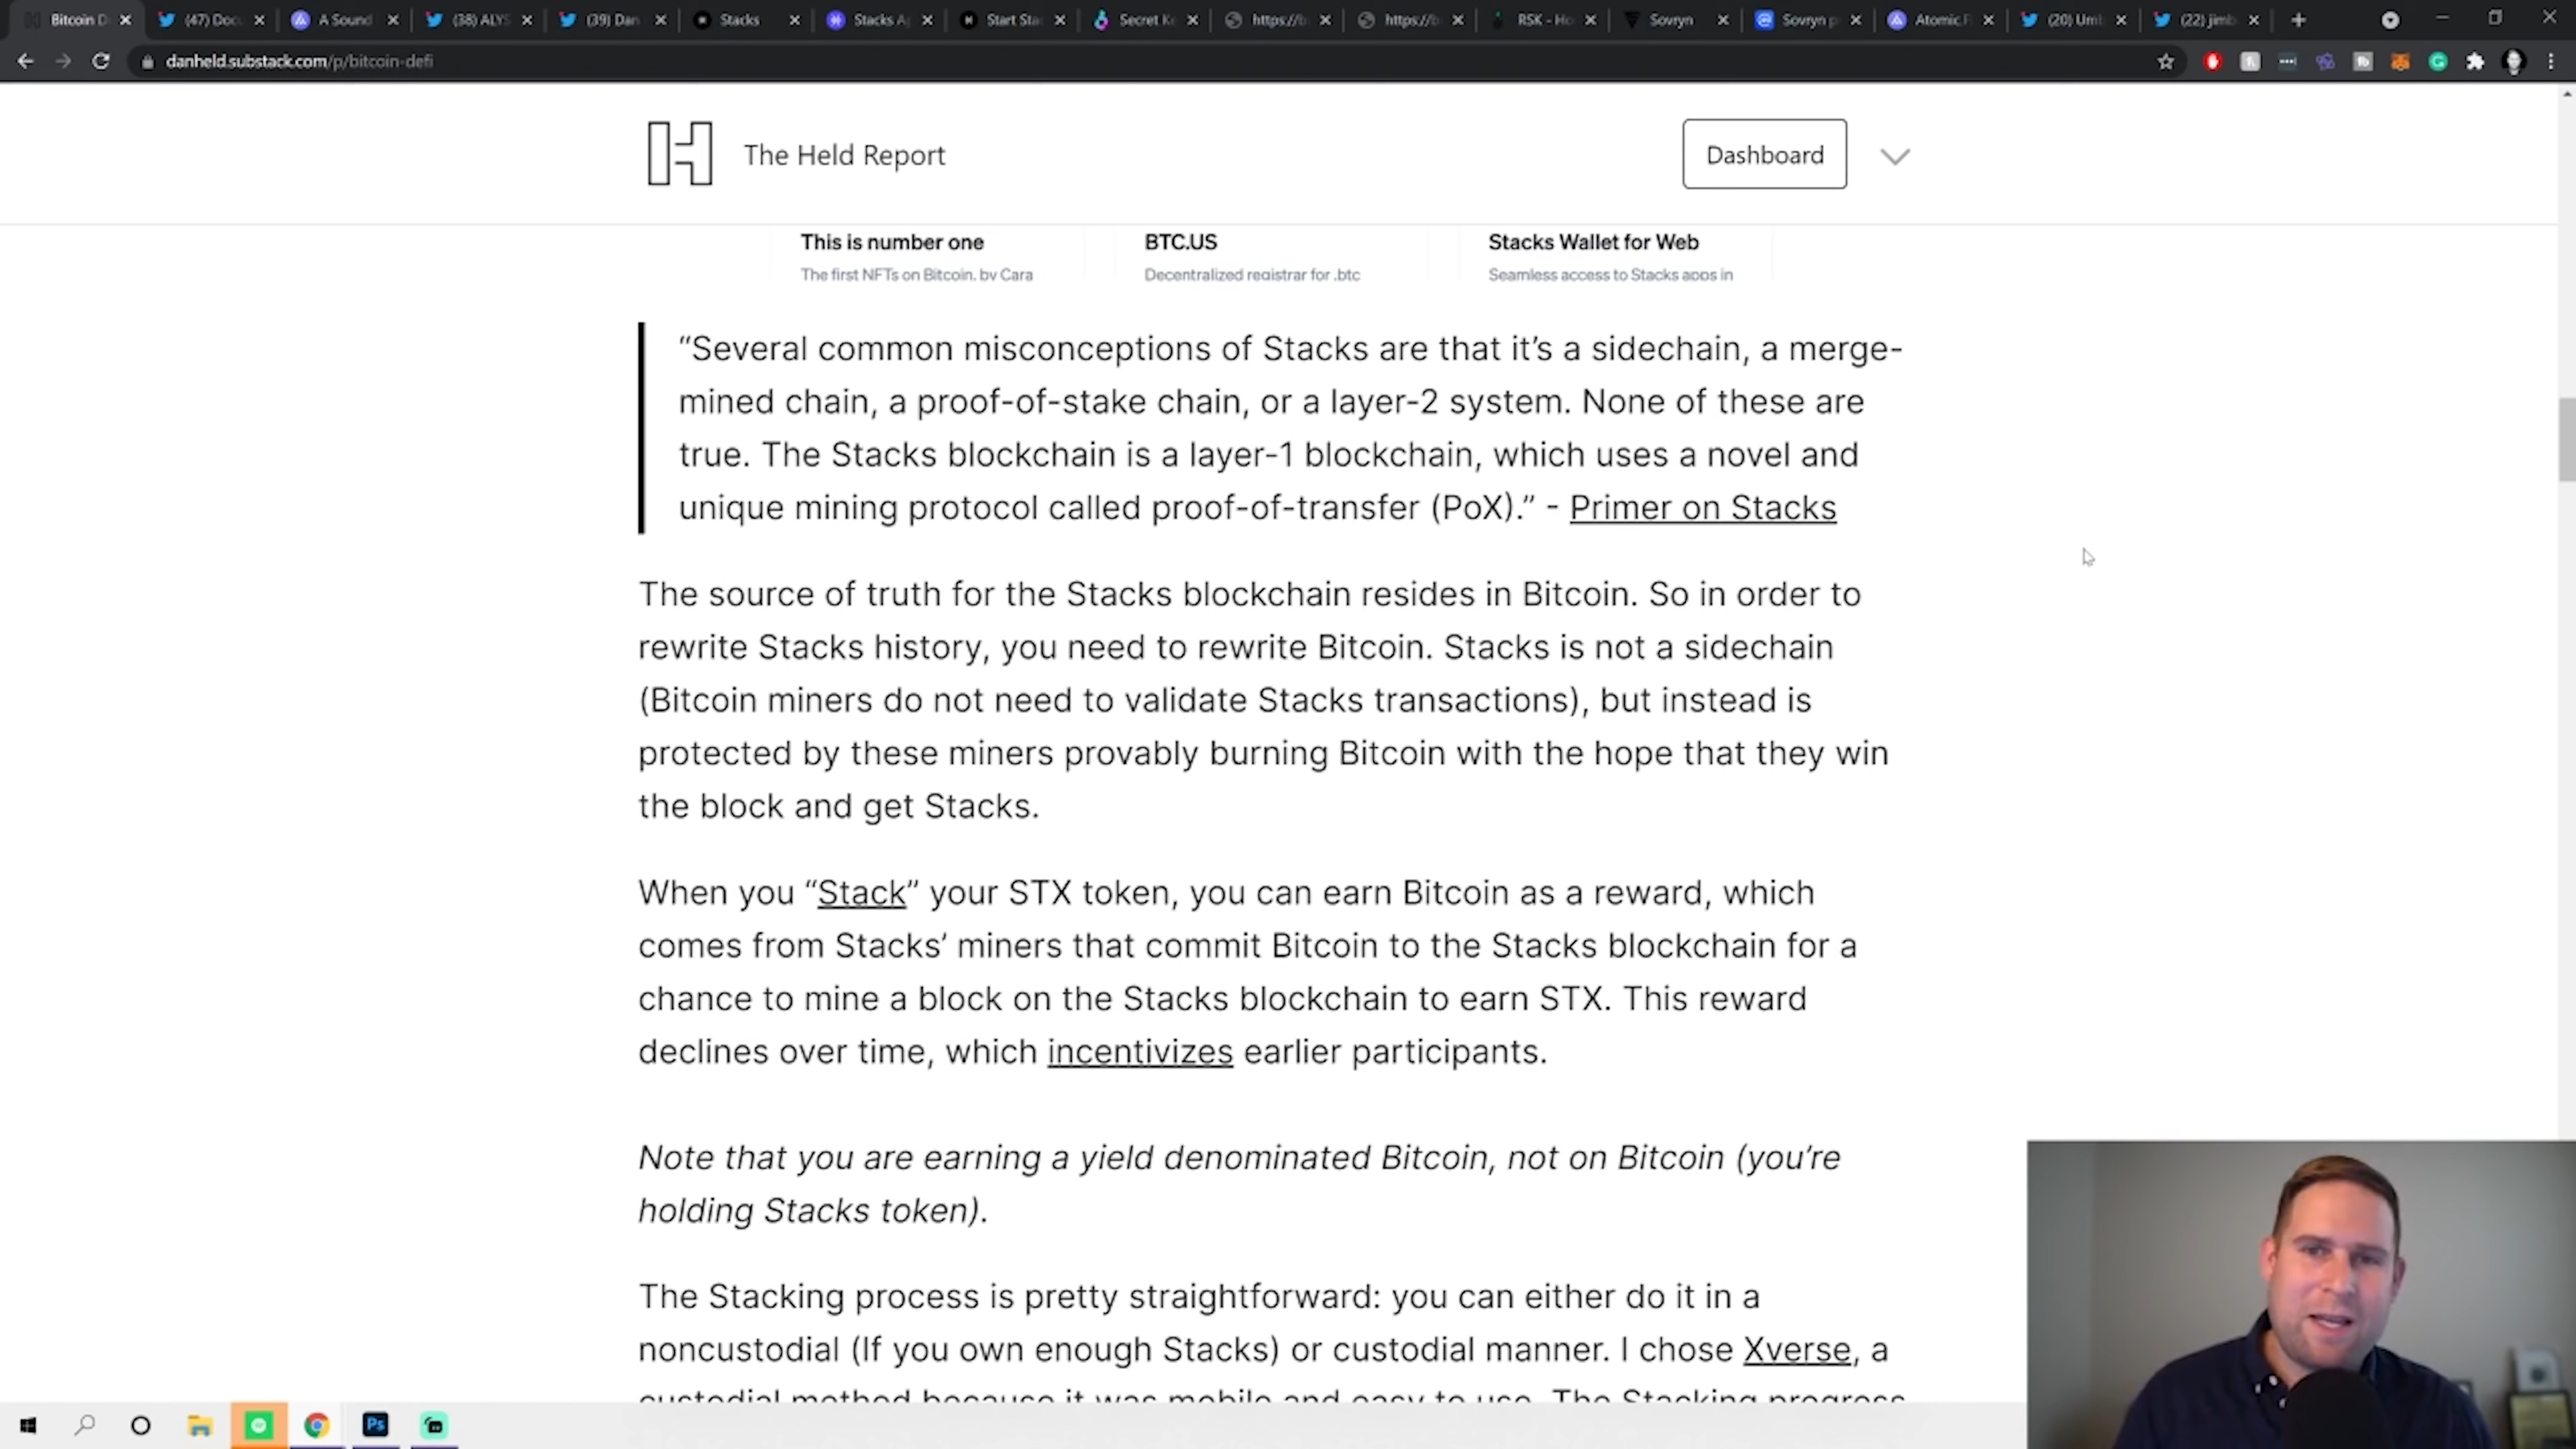 Bitcoin D
(47) Doc
A Sound
(38) ALYS
(39) Dan
Stacks
Stacks A
Start Sta
Secret K
https://b
https://b
RSK - Ho
Sovryn
Sovryn p
Atomic F
(20) Umb
(22) jimb
danheld.substack.com/p/bitcoin-defi
The Held Report
Dashboard
This is number one
BTC.US
Stacks Wallet for Web
The first NFTs on Bitcoin, by Cara
Decentralized registrar for .btc
Seamless access to Stacks apps in
“Several common misconceptions of Stacks are that it’s a sidechain, a merge-
mined chain, a proof-of-stake chain, or a layer-2 system. None of these are
true. The Stacks blockchain is a layer-1 blockchain, which uses a novel and
unique mining protocol called proof-of-transfer (PoX).” - Primer on Stacks
The source of truth for the Stacks blockchain resides in Bitcoin. So in order to
rewrite Stacks history, you need to rewrite Bitcoin. Stacks is not a sidechain
(Bitcoin miners do not need to validate Stacks transactions), but instead is
protected by these miners provably burning Bitcoin with the hope that they win
the block and get Stacks.
When you “Stack” your STX token, you can earn Bitcoin as a reward, which
comes from Stacks’ miners that commit Bitcoin to the Stacks blockchain for a
chance to mine a block on the Stacks blockchain to earn STX. This reward
declines over time, which incentivizes earlier participants.
Note that you are earning a yield denominated Bitcoin, not on Bitcoin (you’re
holding Stacks token).
The Stacking process is pretty straightforward: you can either do it in a
noncustodial (If you own enough Stacks) or custodial manner. I chose Xverse, a
custodial method because it was mobile and easy to use. The Stacking progress
Ps